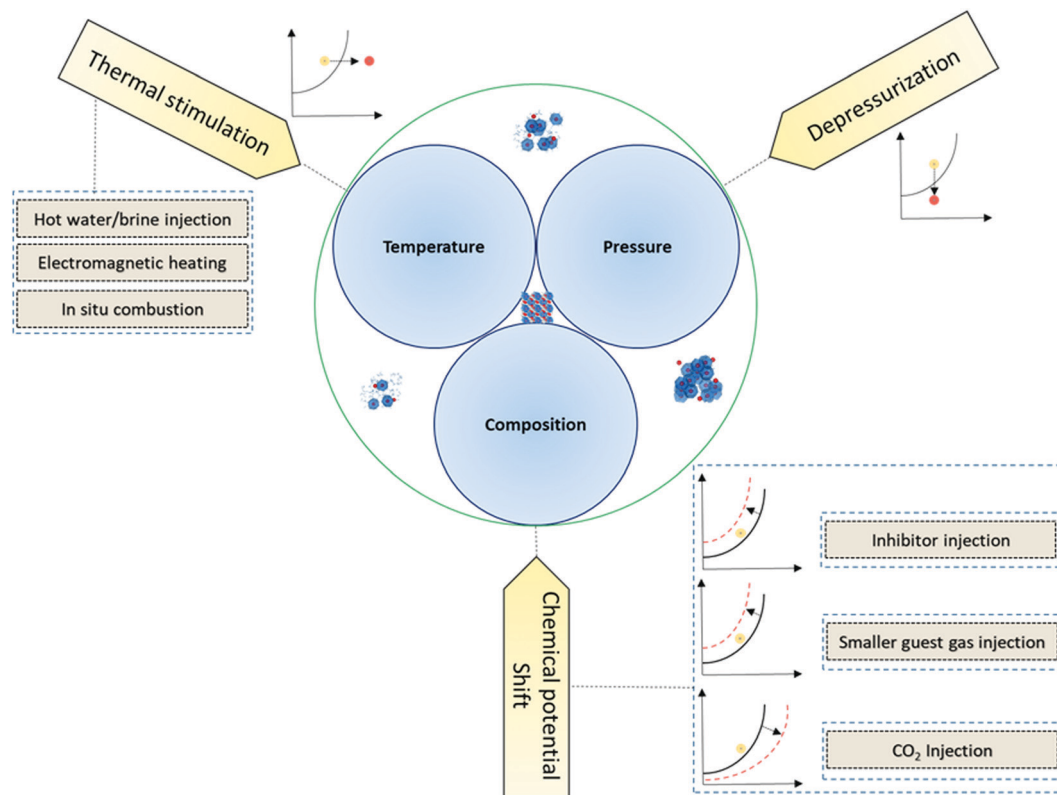 Thermal stimulation
Depressurization
Hot water/brine injection
Electromagnetic heating
In situ combustion
Temperature
Pressure
Composition
Chemical potential
Shift
Inhibitor injection
Smaller guest gas injection
CO₂ Injection